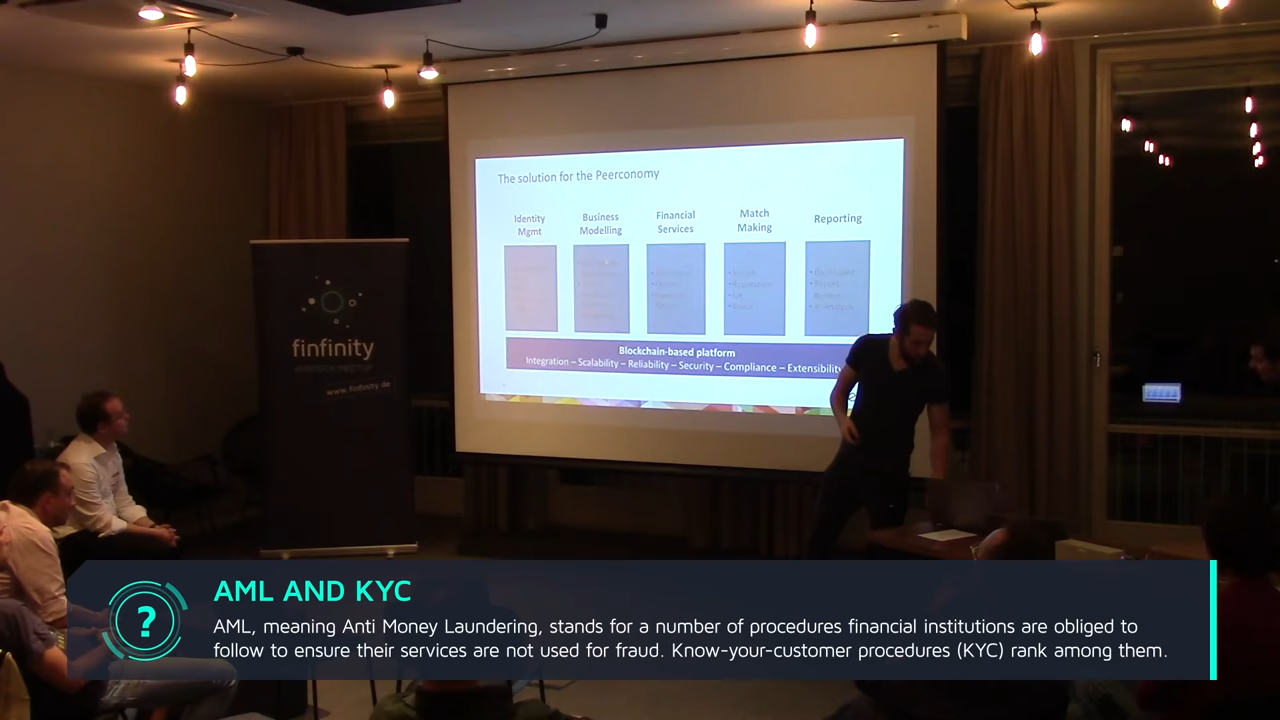 The solution for the Peerconomy
Identity
Mgmt
Business
Modelling
Financial
Services
Match
Making
Reporting
Blockchain-based platform
Integration – Scalability – Reliability – Security – Compliance – Extensibility
finfinity
www.finfinity.de
?
AML AND KYC
AML, meaning Anti Money Laundering, stands for a number of procedures financial institutions are obliged to
follow to ensure their services are not used for fraud. Know-your-customer procedures (KYC) rank among them.